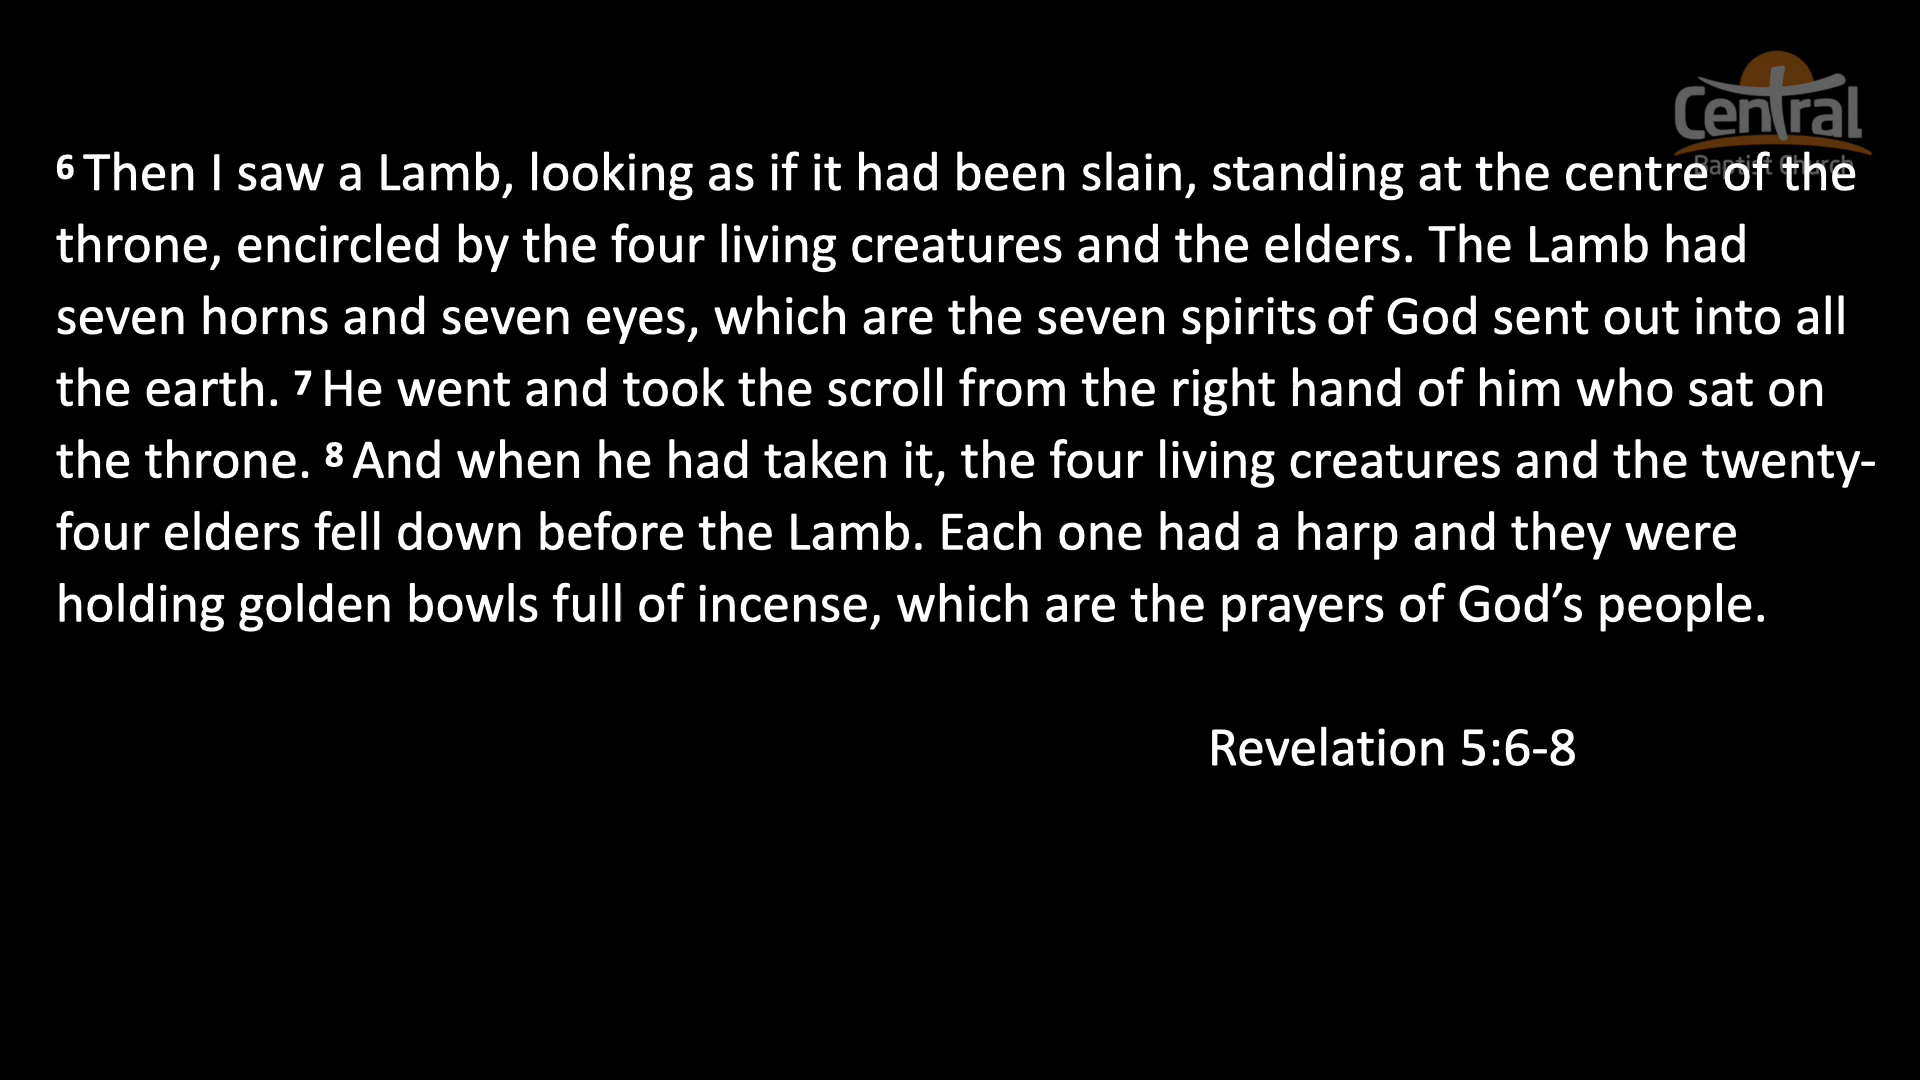 Central
Baptist Church
6 Then I saw a Lamb, looking as if it had been slain, standing at the centre of the
throne, encircled by the four living creatures and the elders. The Lamb had
seven horns and seven eyes, which are the seven spirits of God sent out into all
the earth. 7 He went and took the scroll from the right hand of him who sat on
the throne. 8 And when he had taken it, the four living creatures and the twenty-
four elders fell down before the Lamb. Each one had a harp and they were
holding golden bowls full of incense, which are the prayers of God’s people.
Revelation 5:6-8